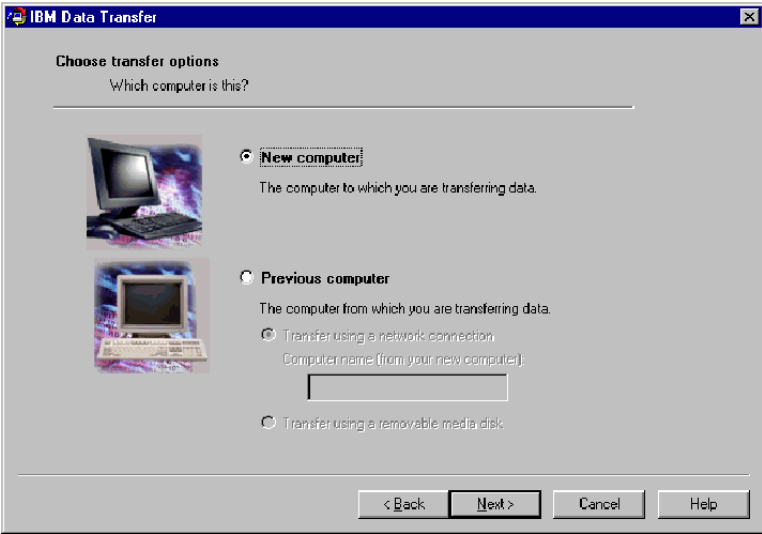 IBM Data Transfer
Choose transfer options
Which computer is this?
New computer
The computer to which you are transferring data.
Previous computer
The computer from which you are transferring data.
Transfer using a network connection
Computer name (from your new computer):
Transfer using a removable media disk
< Back Next > Cancel Help